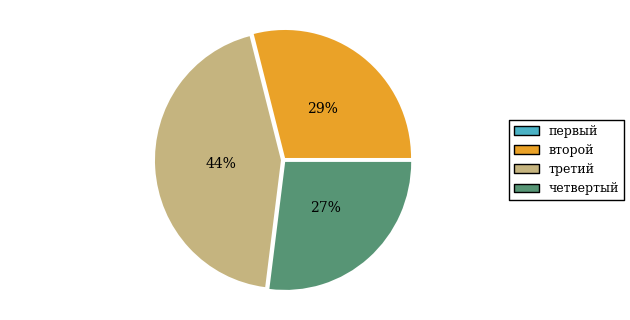 29%
44%
27%
первый
второй
третий
четвертый